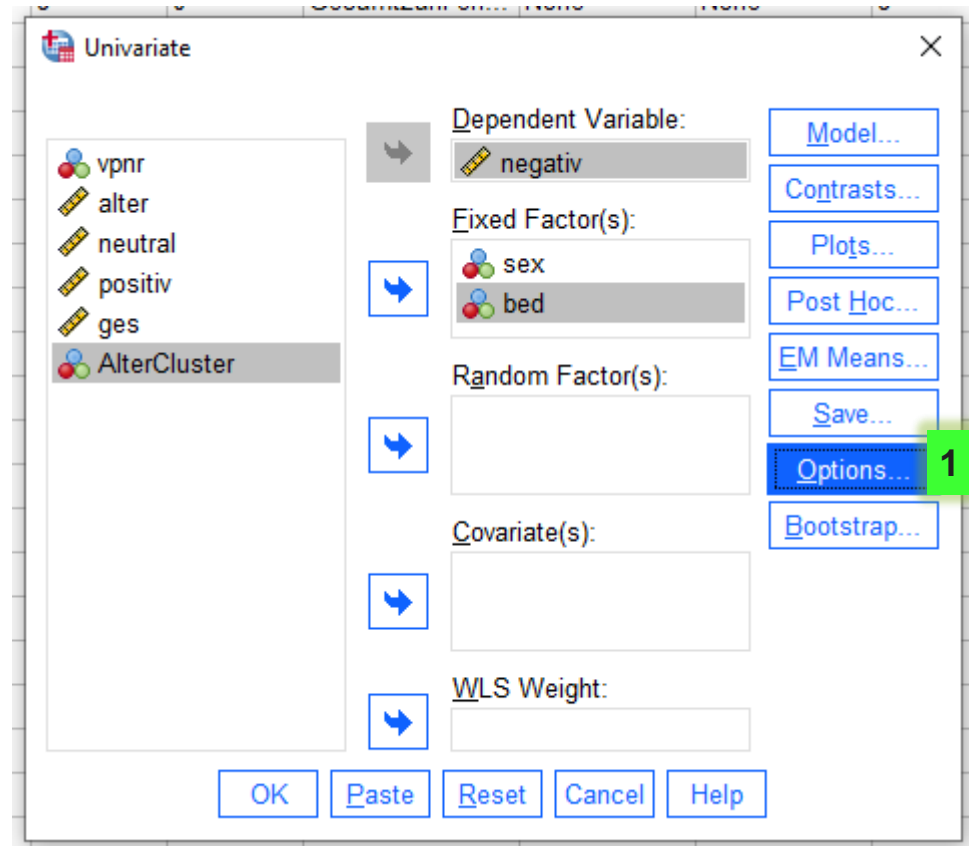 Univariate
vpnr
alter
neutral
positiv
ges
AlterCluster
Dependent Variable:
negativ
Fixed Factor(s):
sex
bed
Random Factor(s):
Covariate(s):
WLS Weight:
Model...
Contrasts...
Plots...
Post Hoc...
EM Means...
Save...
Options...
1
Bootstrap...
OK Paste Reset Cancel Help